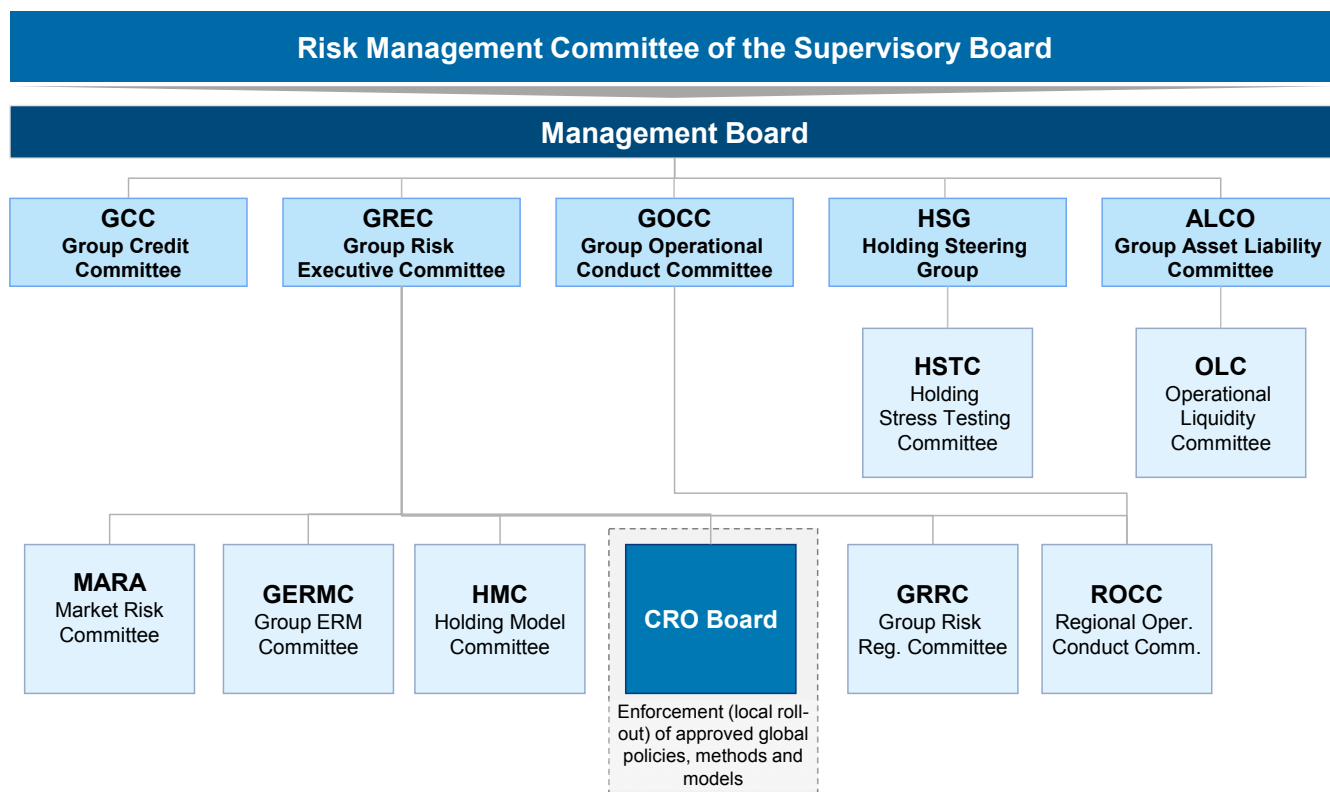 Risk Management Committee of the Supervisory Board
Management Board
GCC
Group Credit
Committee
GREC
Group Risk
Executive Committee
GOCC
Group Operational
Conduct Committee
HSG
Holding Steering
Group
ALCO
Group Asset Liability
Committee
HSTC
Holding
Stress Testing
Committee
OLC
Operational
Liquidity
Committee
MARA
Market Risk
Committee
GERMC
Group ERM
Committee
HMC
Holding Model
Committee
CRO Board
Enforcement (local roll-
out) of approved global
policies, methods and
models
GRRC
Group Risk
Reg. Committee
ROCC
Regional Oper.
Conduct Comm.